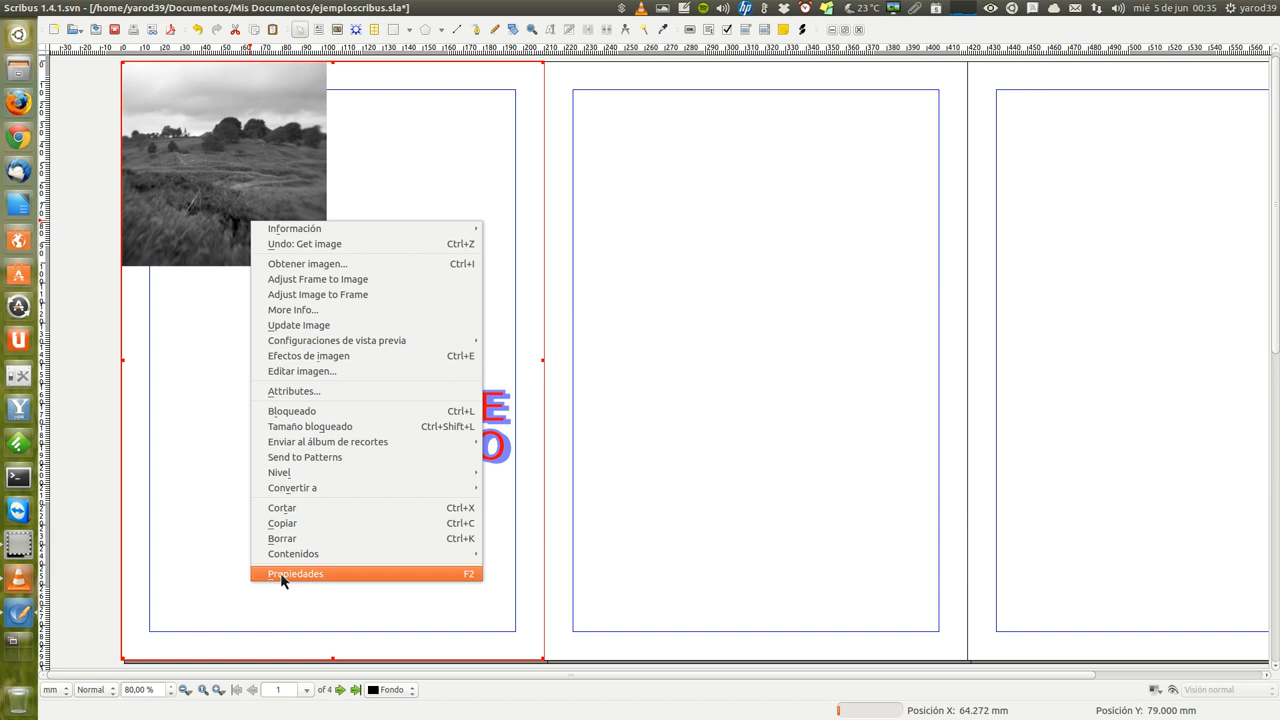 Scribus 1.4.1.svn - [/home/yarod39/Documentos/Mis Documentos/ejemploscribus.sla*]
23°C
mié 5 de jun 00:35
yarod39
Información
Undo: Get image Ctrl+Z
Obtener imagen... Ctrl+I
Adjust Frame to Image
Adjust Image to Frame
More Info...
Update Image
Configuraciones de vista previa
Efectos de imagen Ctrl+E
Editar imagen...
Attributes...
Bloqueado Ctrl+L
Tamaño bloqueado Ctrl+Shift+L
Enviar al álbum de recortes
Send to Patterns
Nivel
Convertir a
Cortar Ctrl+X
Copiar Ctrl+C
Borrar Ctrl+K
Contenidos
Propiedades F2
E
O
mm Normal 80,00 % 1 of 4 Fondo Visión normal
Posición X: 64.272 mm Posición Y: 79.000 mm